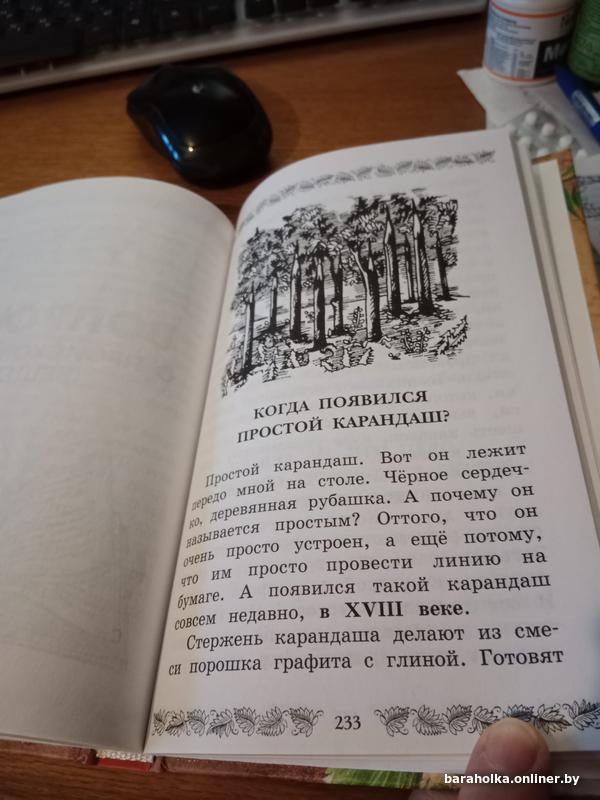 КОГДА ПОЯВИЛСЯ
ПРОСТОЙ КАРАНДАШ?
Простой карандаш. Вот он лежит
передо мной на столе. Чёрное сердеч-
ко, деревянная рубашка. А почему он
называется простым? Оттого, что он
очень просто устроен, а ещё потому,
что им просто провести линию на
бумаге. А появился такой карандаш
совсем недавно, в XVIII веке.
Стержень карандаша делают из сме-
си порошка графита с глиной. Готовят
233
baraholka.onliner.by